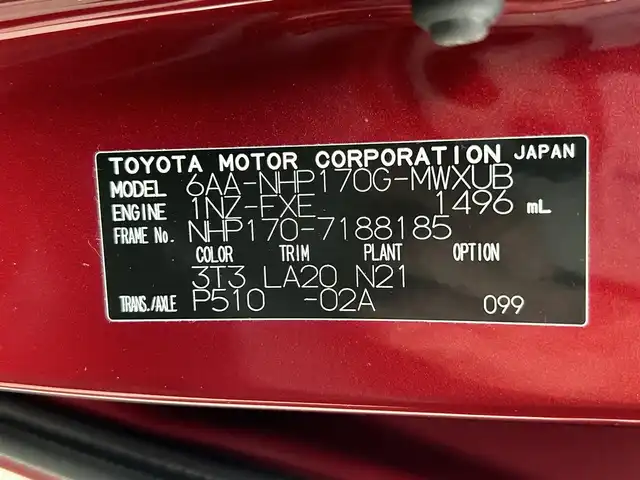 TOYOTA MOTOR CORPORATION JAPAN
MODEL 6AA-NHP170G-MWXUB
ENGINE 1NZ-EXE 1496 mL
FRAME No. NHP170-7188185
COLOR TRIM PLANT OPTION
3T3 LA20 N21
TRANS./AXLE P510 -02A 099